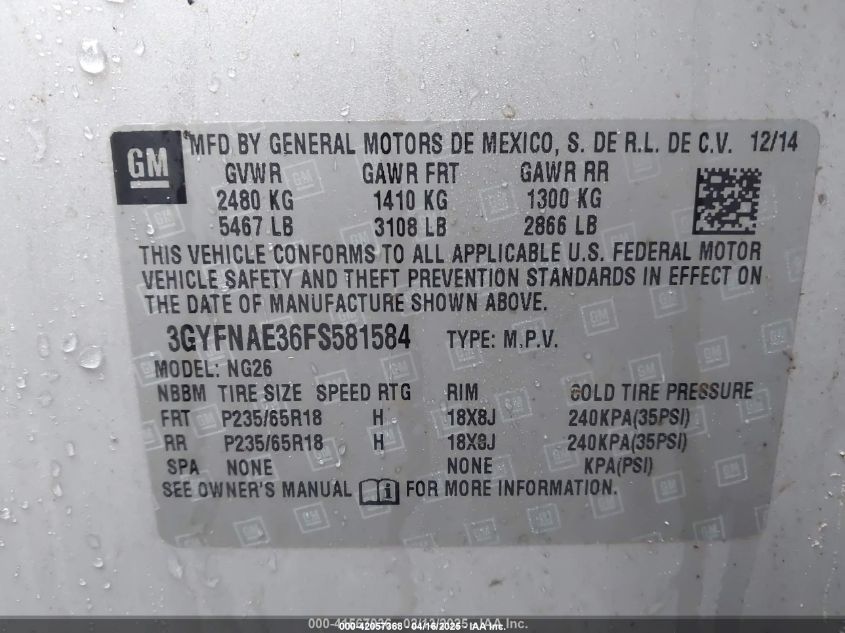 GM
MFD BY GENERAL MOTORS DE MEXICO, S. DE R.L. DE C.V. 12/14
GVWR GAWR FRT GAWR RR
2480 KG 1410 KG 1300 KG
5467 LB 3108 LB 2866 LB
THIS VEHICLE CONFORMS TO ALL APPLICABLE U.S. FEDERAL MOTOR
VEHICLE SAFETY AND THEFT PREVENTION STANDARDS IN EFFECT ON
THE DATE OF MANUFACTURE SHOWN ABOVE.
3GYFNAE36FS581584 TYPE: M.P.V.
MODEL: NG26
NBBM TIRE SIZE SPEED RTG RIM COLD TIRE PRESSURE
FRT P235/65R18 H 18X8J 240KPA(35PSI)
RR P235/65R18 H 18X8J 240KPA(35PSI)
SPA NONE NONE KPA(PSI)
SEE OWNER'S MANUAL FOR MORE INFORMATION.
000-42057368 04/16/2025 IAA Inc.